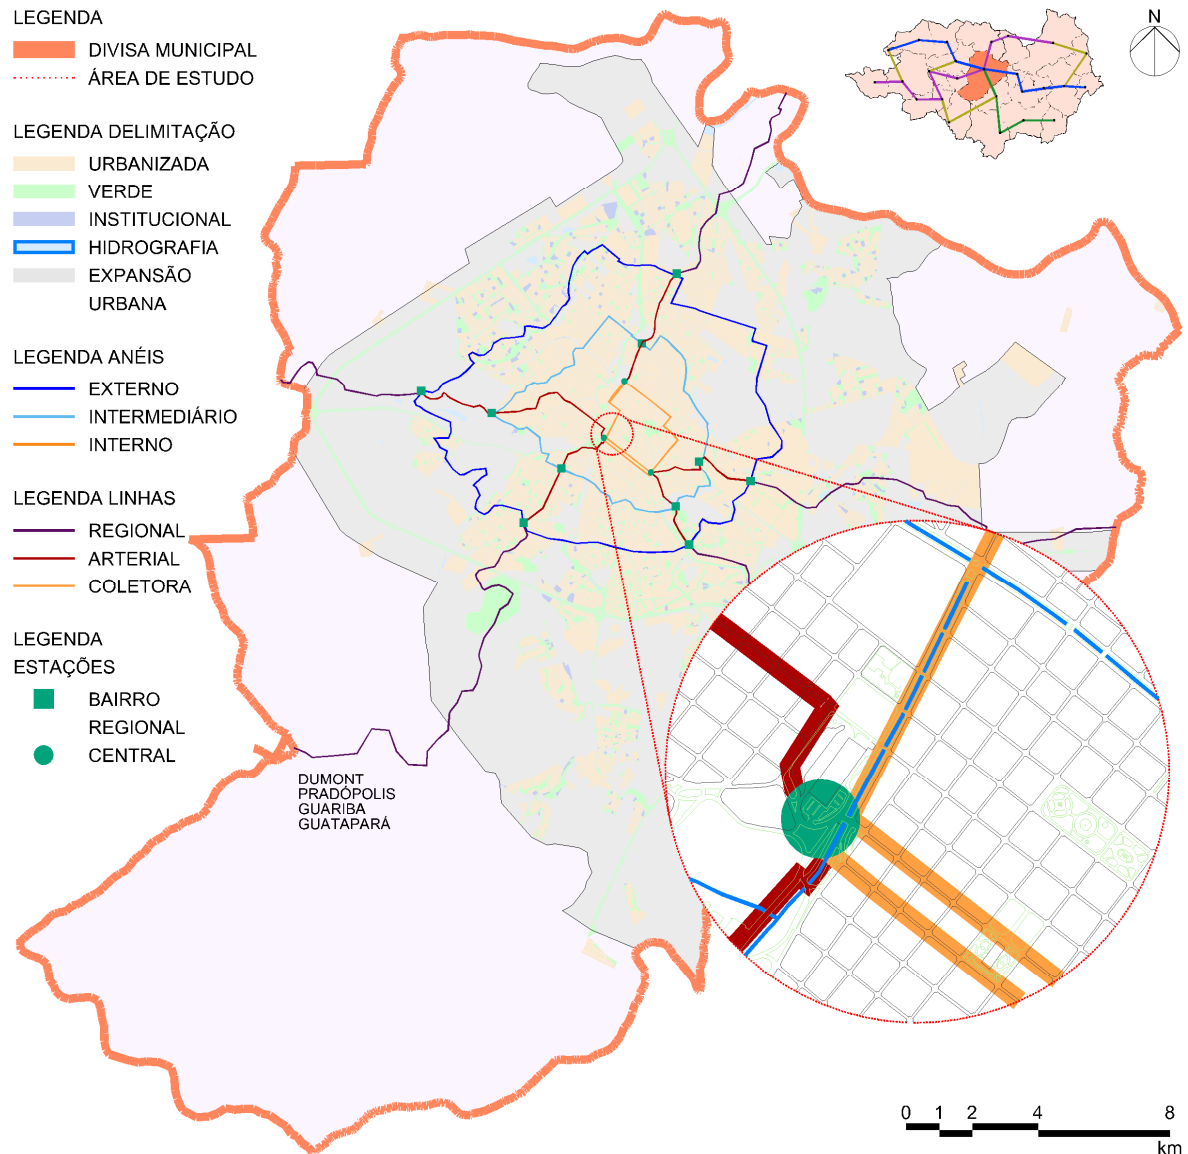 LEGENDA
DIVISA MUNICIPAL
ÁREA DE ESTUDO
LEGENDA DELIMITAÇÃO
URBANIZADA
VERDE
INSTITUCIONAL
HIDROGRAFIA
EXPANSÃO
URBANA
LEGENDA ANÉIS
EXTERNO
INTERMEDIÁRIO
INTERNO
LEGENDA LINHAS
REGIONAL
ARTERIAL
COLETORA
LEGENDA
ESTAÇÕES
BAIRRO
REGIONAL
CENTRAL
DUMONT
PRADÓPOLIS
GUARIBA
GUATAPARÁ
N
0 1 2 4 8
km